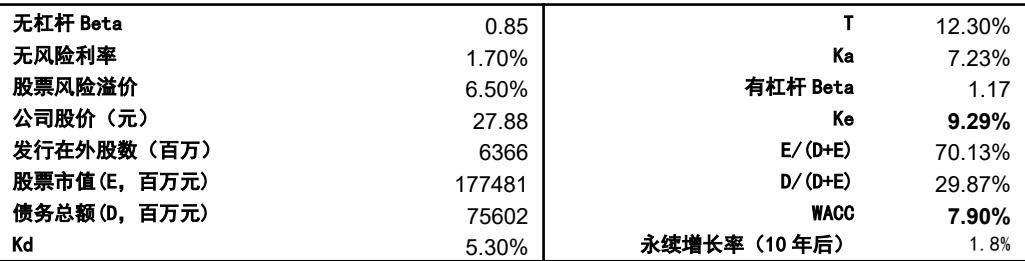 无杠杆 Beta 0.85 T 12.30%
无风险利率 1.70% Ka 7.23%
股票风险溢价 6.50% 有杠杆 Beta 1.17
公司股价（元） 27.88 Ke 9.29%
发行在外股数（百万） 6366 E/(D+E) 70.13%
股票市值(E，百万元) 177481 D/(D+E) 29.87%
债务总额(D，百万元) 75602 WACC 7.90%
Kd 5.30% 永续增长率（10 年后） 1.8%